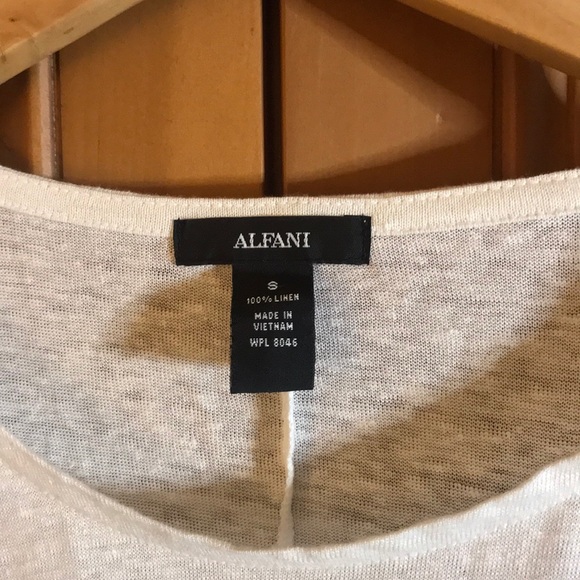 ALFANI
S
100% LINEN
MADE IN
VIETNAM
WPL 8046